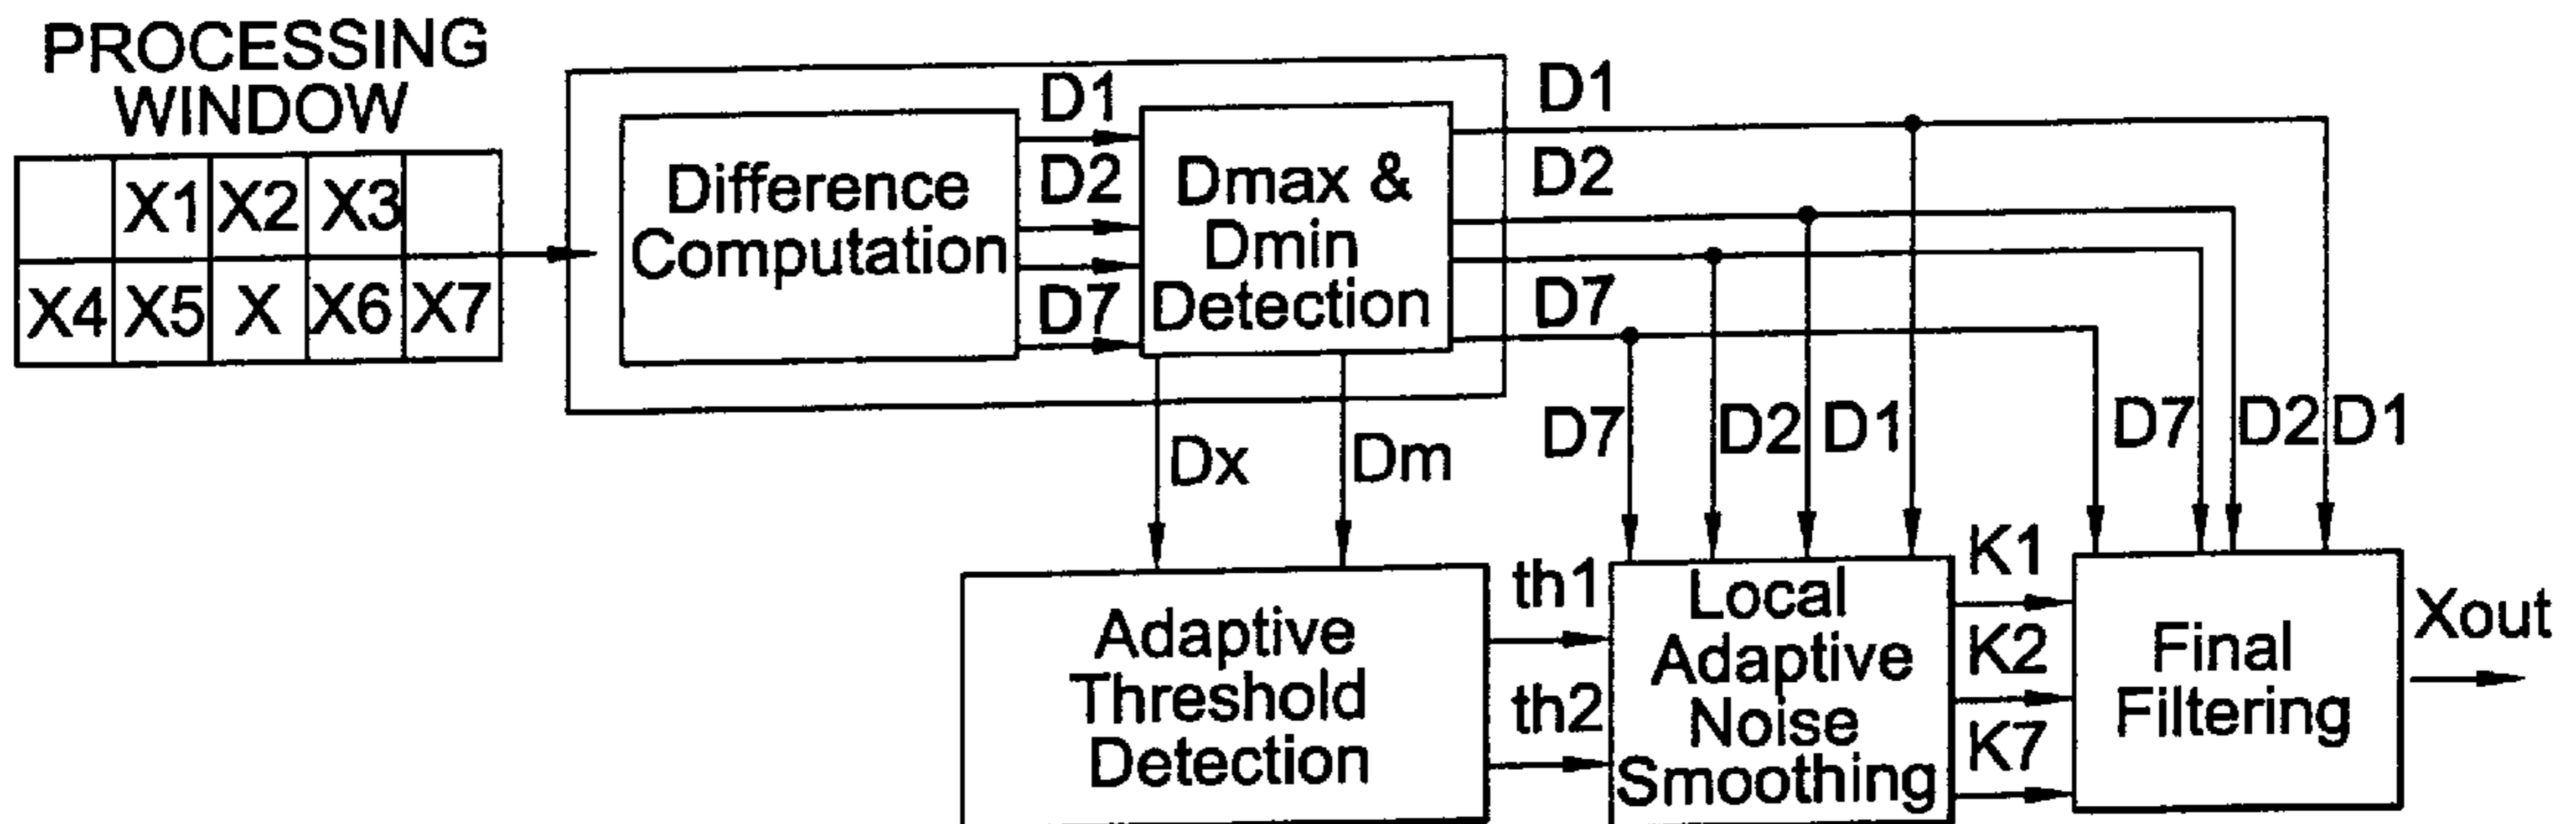 PROCESSING
WINDOW
X1 X2 X3
X4 X5 X X6 X7
Difference
Computation
D1
D2
D7
Dmax &
Dmin
Detection
D1
D2
D7
Dx
Dm
D7
D2
D1
D7
D2
D1
Adaptive
Threshold
Detection
th1
th2
Local
Adaptive
Noise
Smoothing
K1
K2
K7
Final
Filtering
Xout